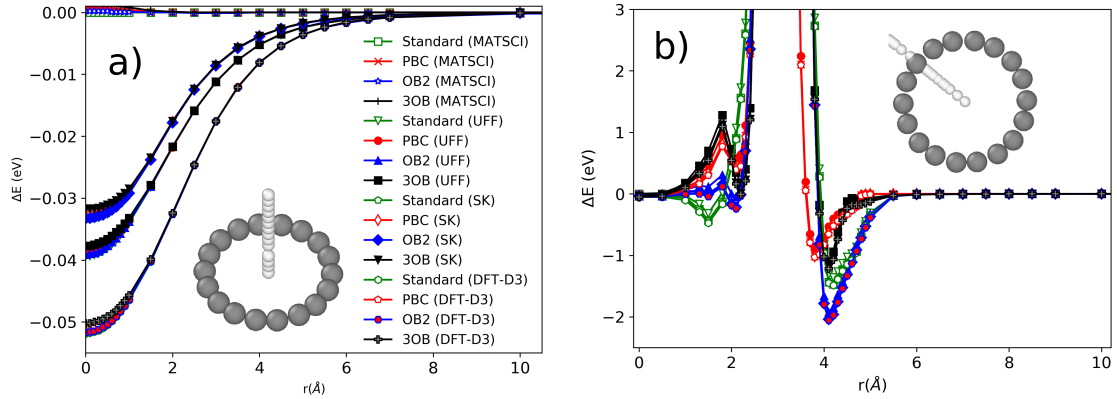 a)
0.00
−0.01
−0.02
−0.03
−0.04
−0.05
ΔE (eV)
0
2
4
6
8
10
r(Å)
Standard (MATSCI)
PBC (MATSCI)
OB2 (MATSCI)
3OB (MATSCI)
Standard (UFF)
PBC (UFF)
OB2 (UFF)
3OB (UFF)
Standard (SK)
PBC (SK)
OB2 (SK)
3OB (SK)
Standard (DFT-D3)
PBC (DFT-D3)
OB2 (DFT-D3)
3OB (DFT-D3)
b)
3
2
1
0
−1
−2
ΔE (eV)
0
2
4
6
8
10
r(Å)